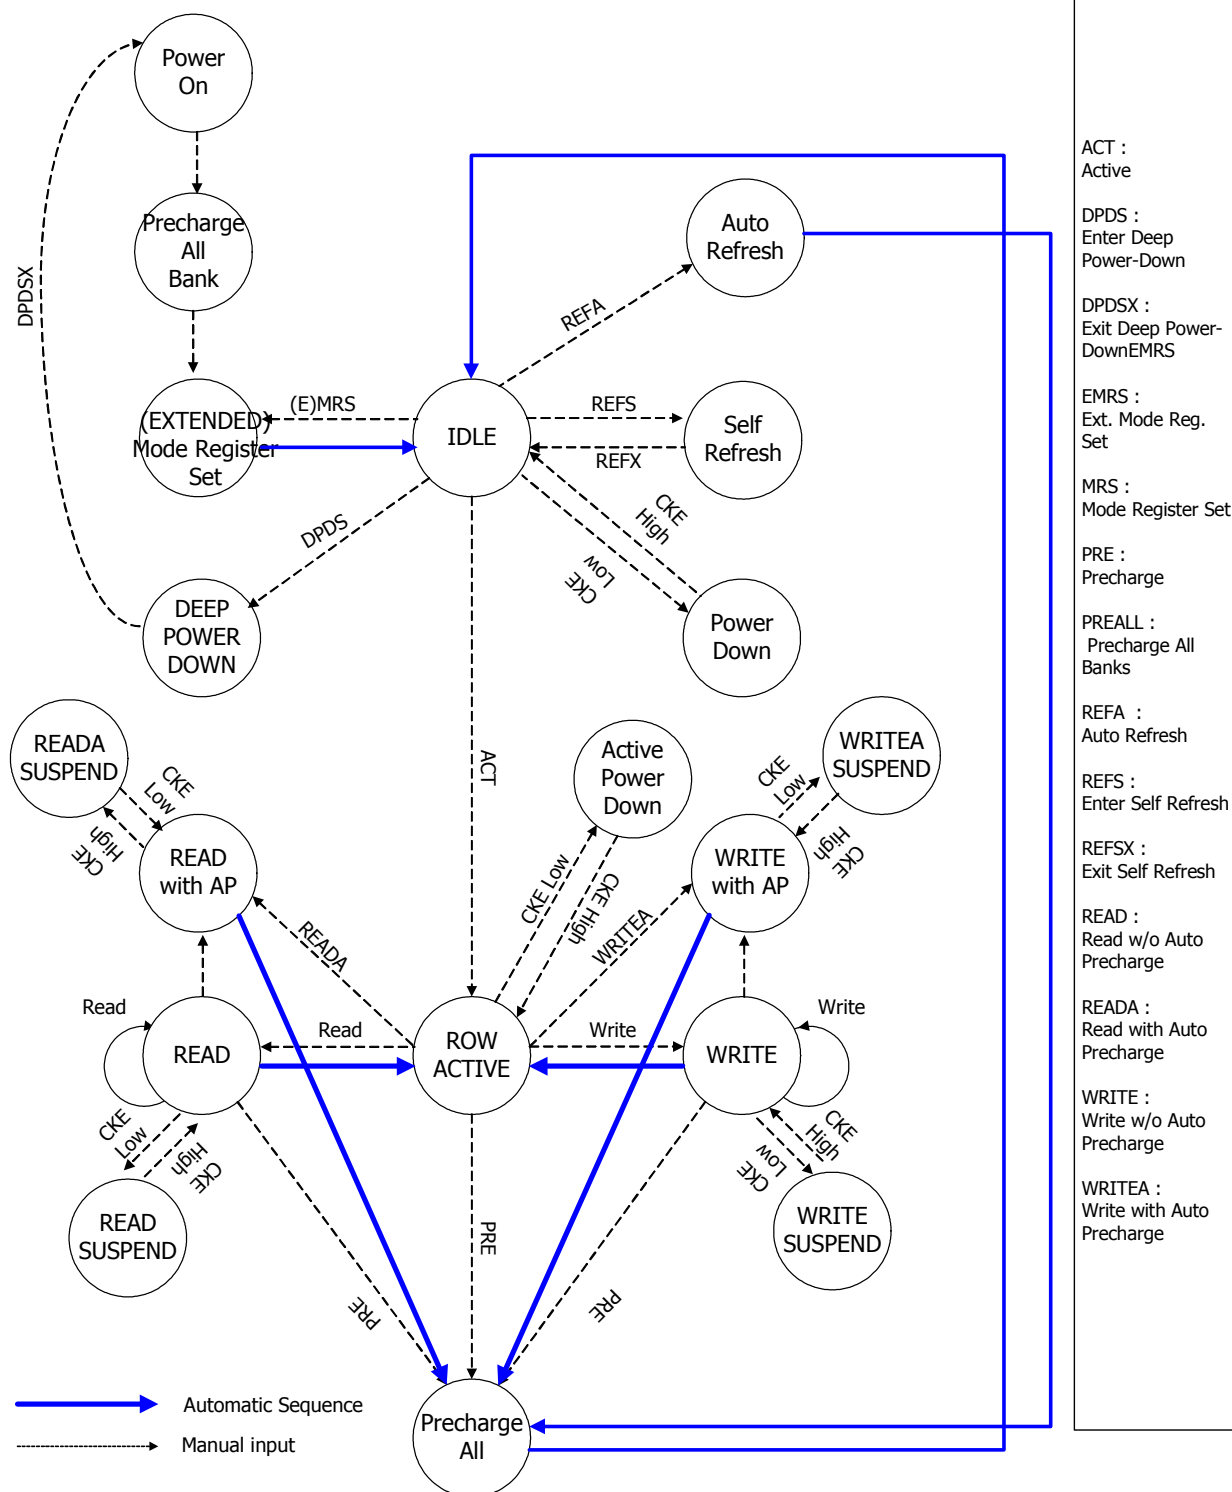 Power
On
Precharge
All
Bank
DPDSX
Auto
Refresh
REFA
(EXTENDED)
Mode Register
Set
(E)MRS
IDLE
REFS
REFX
Self
Refresh
CKE
High
CKE
Low
DPDS
DEEP
POWER
DOWN
Power
Down
READA
SUSPEND
CKE
Low
CKE
High
READ
with AP
ACT
Active
Power
Down
CKE Low
CKE High
WRITEA
SUSPEND
CKE
Low
CKE
High
WRITE
with AP
READA
WRITEA
Read
READ
Read
ROW
ACTIVE
Write
WRITE
Write
CKE
Low
CKE
High
READ
SUSPEND
CKE
High
CKE
Low
WRITE
SUSPEND
PRE
PRE
PRE
Precharge
All
Automatic Sequence
Manual input
ACT :
Active
DPDS :
Enter Deep
Power-Down
DPDSX :
Exit Deep Power-
DownEMRS
EMRS :
Ext. Mode Reg.
Set
MRS :
Mode Register Set
PRE :
Precharge
PREALL :
Precharge All
Banks
REFA :
Auto Refresh
REFS :
Enter Self Refresh
REFSX :
Exit Self Refresh
READ :
Read w/o Auto
Precharge
READA :
Read with Auto
Precharge
WRITE :
Write w/o Auto
Precharge
WRITEA :
Write with Auto
Precharge